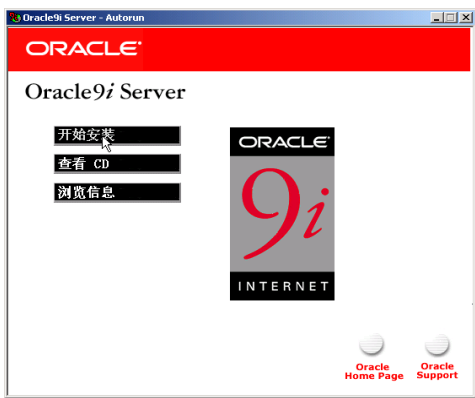 Oracle9i Server - Autorun
ORACLE
Oracle9i Server
开始安装
查看 CD
浏览信息
ORACLE
9i
INTERNET
Oracle Home Page
Oracle Support